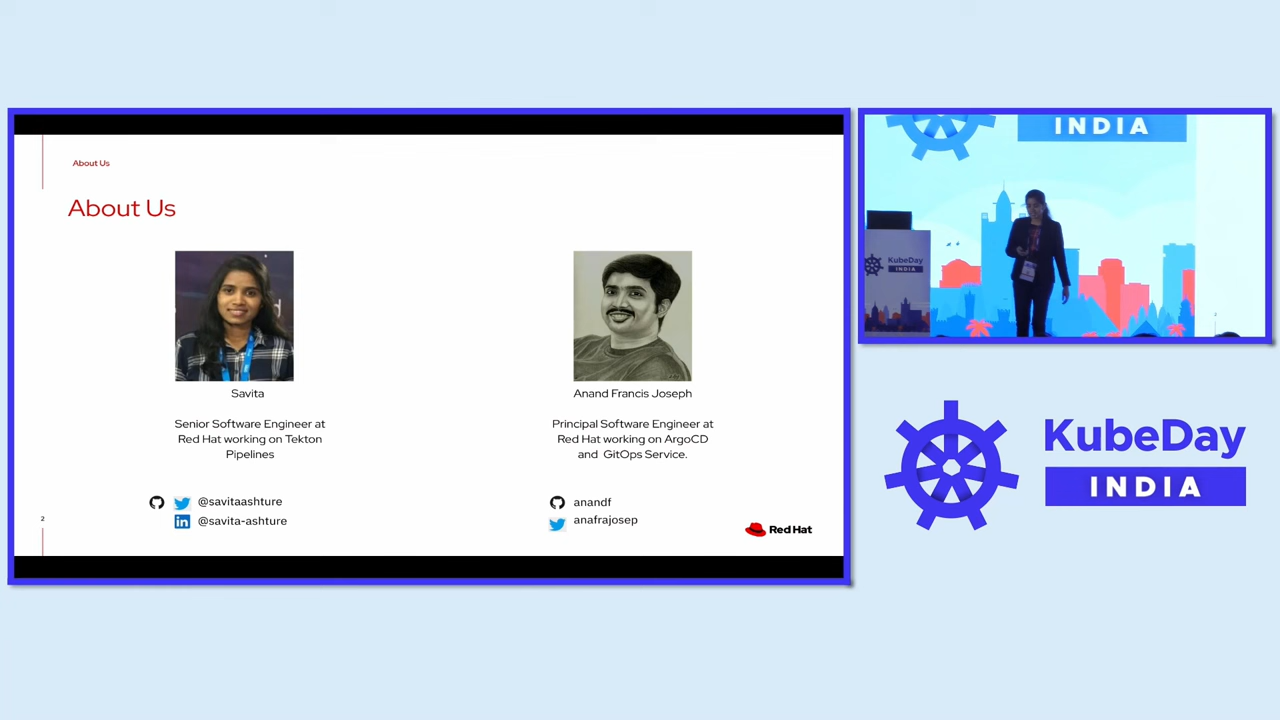 About Us
About Us
Savita
Senior Software Engineer at
Red Hat working on Tekton
Pipelines
@savitaashture
@savita-ashture
Anand Francis Joseph
Principal Software Engineer at
Red Hat working on ArgoCD
and GitOps Service.
anandf
anafrajosep
2
Red Hat
INDIA
KubeDay
INDIA
KubeDay
INDIA